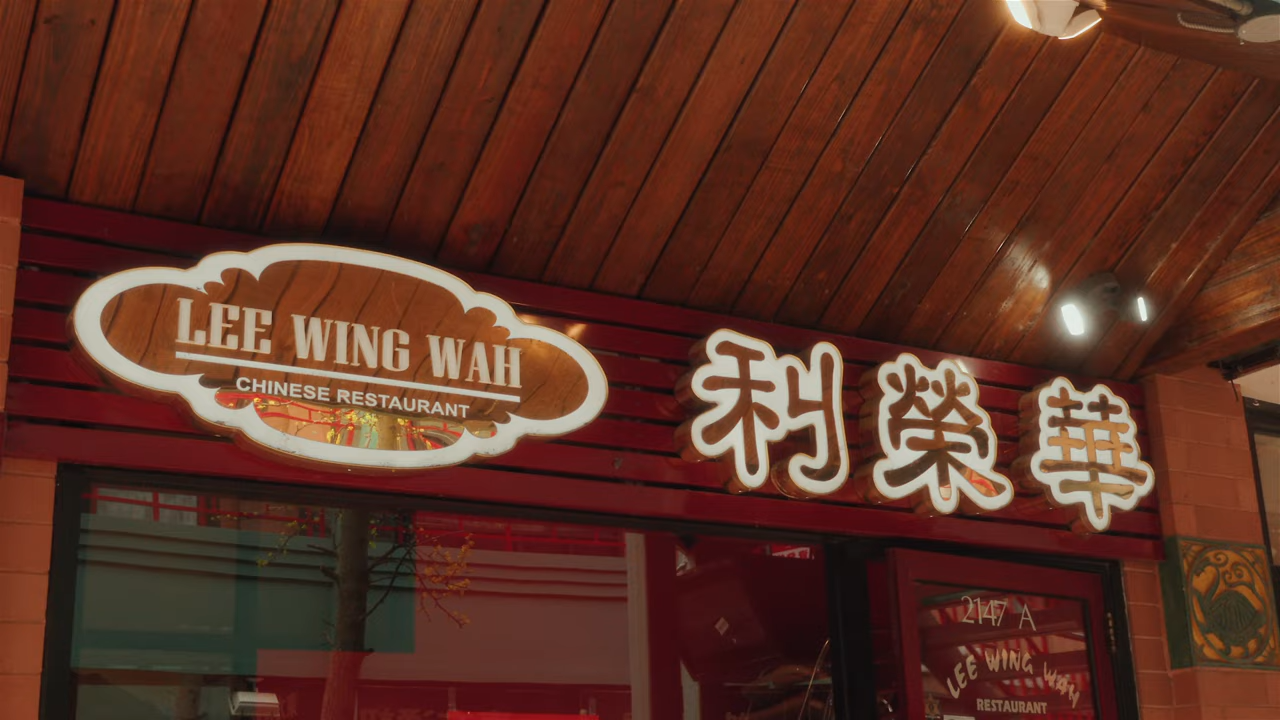 LEE WING WAH
CHINESE RESTAURANT
利榮華
2147 A
LEE WING WAH
RESTAURANT